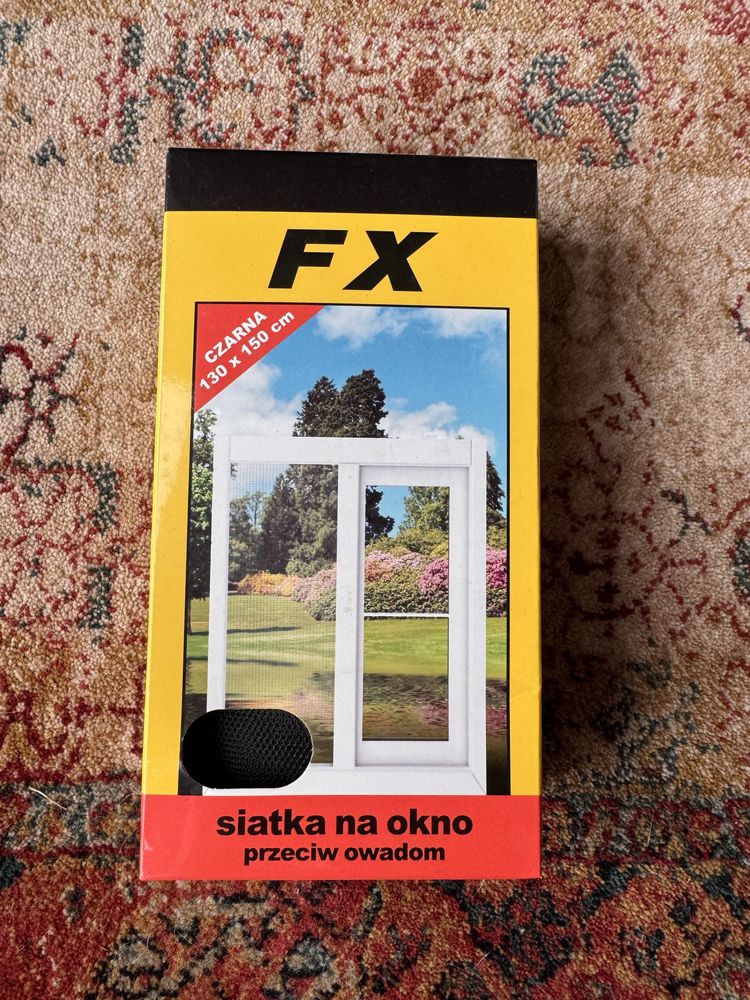 FX
CZARNA
130 x 150 cm
siatka na okno
przeciw owadom